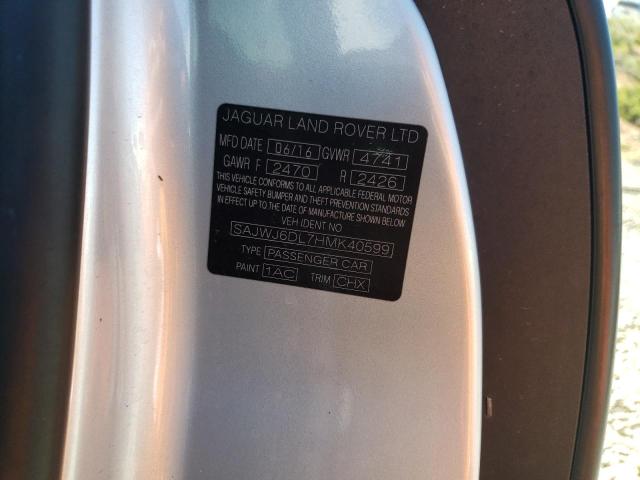 JAGUAR LAND ROVER LTD
MFD DATE 06/16 GVWR 4741
GAWR F 2470 R 2426
THIS VEHICLE CONFORMS TO ALL APPLICABLE FEDERAL MOTOR
VEHICLE SAFETY BUMPER AND THEFT PREVENTION STANDARDS
IN EFFECT UP TO THE DATE OF MANUFACTURE SHOWN BELOW
VEH IDENT NO
SAJWJ6DL7HMK40599
TYPE PASSENGER CAR
PAINT 1AC TRIM CHX